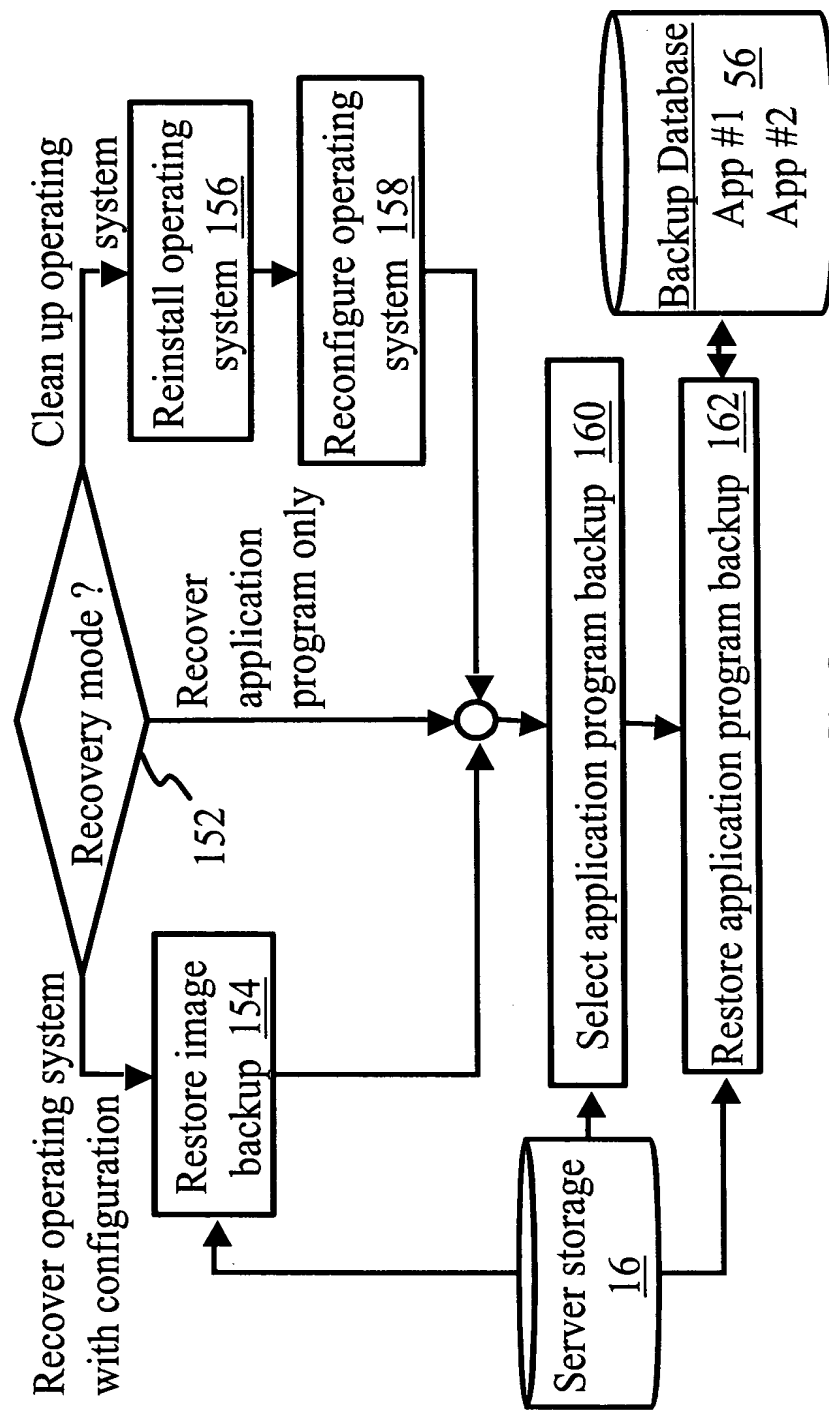 Recover operating system
with configuration
Recovery mode ?
Clean up operating
system
152
Restore image
backup 154
Recover
application
program only
Reinstall operating
system 156
Reconfigure operating
system 158
Server storage
16
Select application program backup 160
Restore application program backup 162
Backup Database
App #1 56
App #2